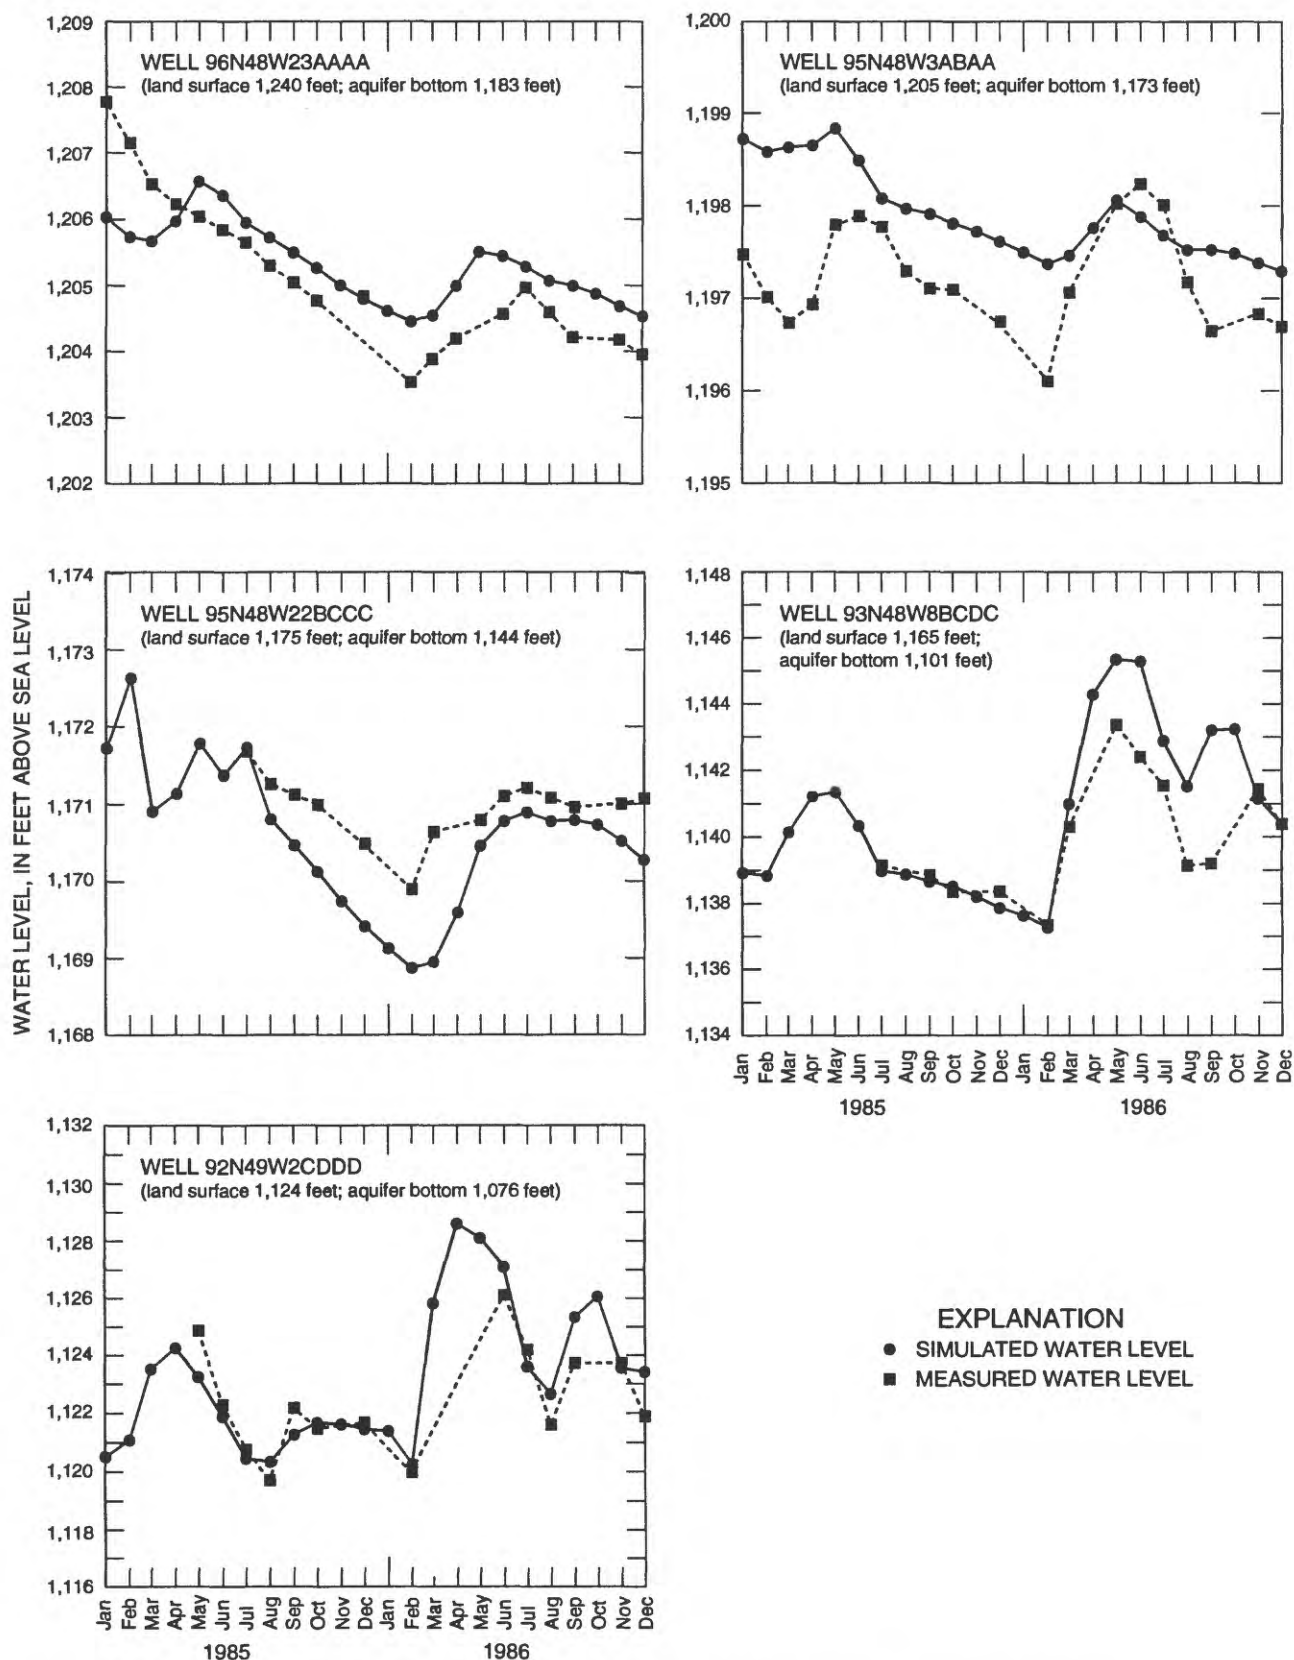 WATER LEVEL, IN FEET ABOVE SEA LEVEL
WELL 96N48W23AAAA
(land surface 1,240 feet; aquifer bottom 1,183 feet)
1,209
1,208
1,207
1,206
1,205
1,204
1,203
1,202
WELL 95N48W3ABAA
(land surface 1,205 feet; aquifer bottom 1,173 feet)
1,200
1,199
1,198
1,197
1,196
1,195
WELL 95N48W22BCCC
(land surface 1,175 feet; aquifer bottom 1,144 feet)
1,174
1,173
1,172
1,171
1,170
1,169
1,168
WELL 93N48W8BCDC
(land surface 1,165 feet;
aquifer bottom 1,101 feet)
1,148
1,146
1,144
1,142
1,140
1,138
1,136
1,134
Jan Feb Mar Apr May Jun Jul Aug Sep Oct Nov Dec Jan Feb Mar Apr May Jun Jul Aug Sep Oct Nov Dec
1985 1986
WELL 92N49W2CDDD
(land surface 1,124 feet; aquifer bottom 1,076 feet)
1,132
1,130
1,128
1,126
1,124
1,122
1,120
1,118
1,116
Jan Feb Mar Apr May Jun Jul Aug Sep Oct Nov Dec Jan Feb Mar Apr May Jun Jul Aug Sep Oct Nov Dec
1985 1986
EXPLANATION
SIMULATED WATER LEVEL
MEASURED WATER LEVEL